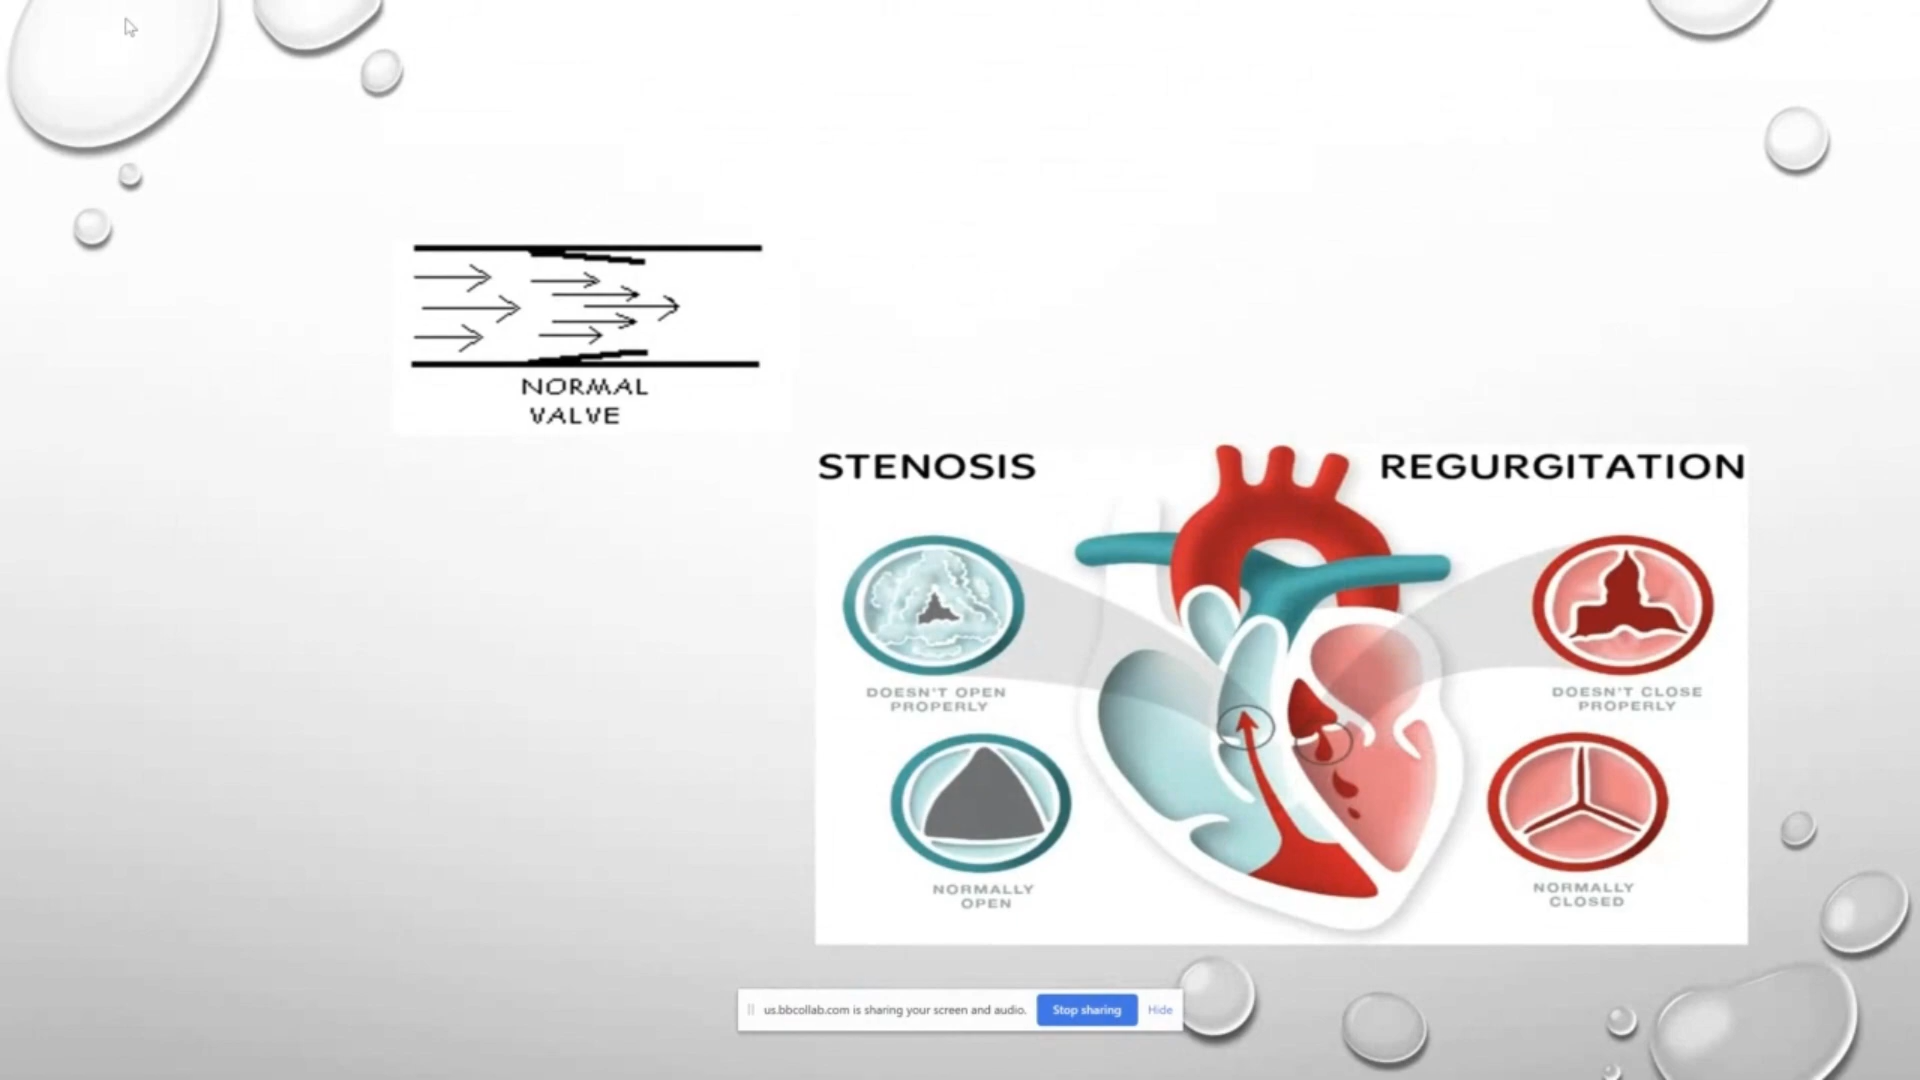 NORMAL
VALVE
STENOSIS
REGURGITATION
DOESN'T OPEN
PROPERLY
DOESN'T CLOSE
PROPERLY
NORMALLY
OPEN
NORMALLY
CLOSED
us.bbcollab.com is sharing your screen and audio. Stop sharing Hide